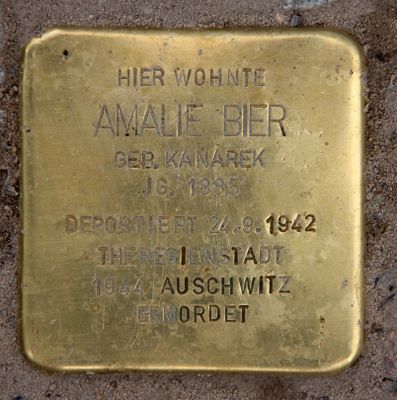 HIER WOHNTE
AMALIE BIER
GEB. KANAREK
JG. 1885
DEPORTIERT 24.9.1942
THERESIENSTADT
1944 AUSCHWITZ
ERMORDET